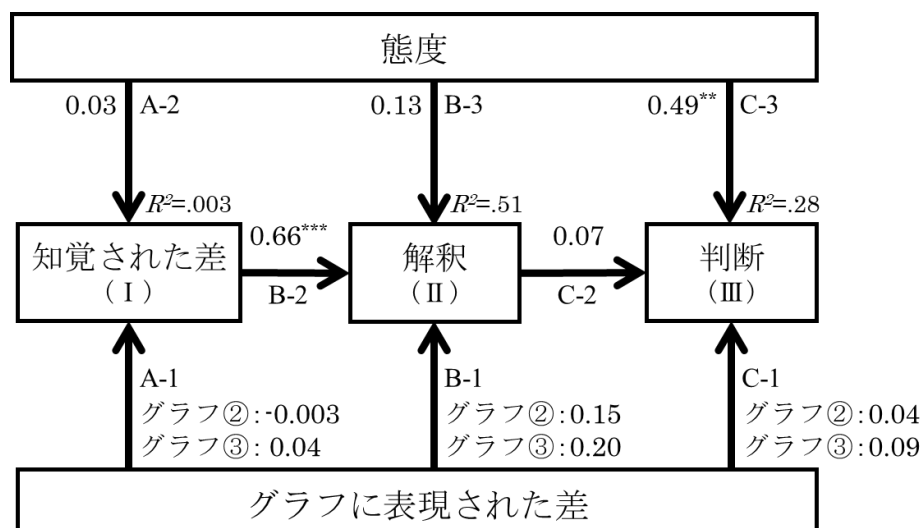 態度
0.03 A-2
0.13 B-3
0.49** C-3
R²=.003
R²=.51
R²=.28
知覚された差
(Ⅰ)
0.66***
B-2
解釈
(Ⅱ)
0.07
C-2
判断
(Ⅲ)
A-1
グラフ②:-0.003
グラフ③: 0.04
B-1
グラフ②:0.15
グラフ③:0.20
C-1
グラフ②:0.04
グラフ③:0.09
グラフに表現された差